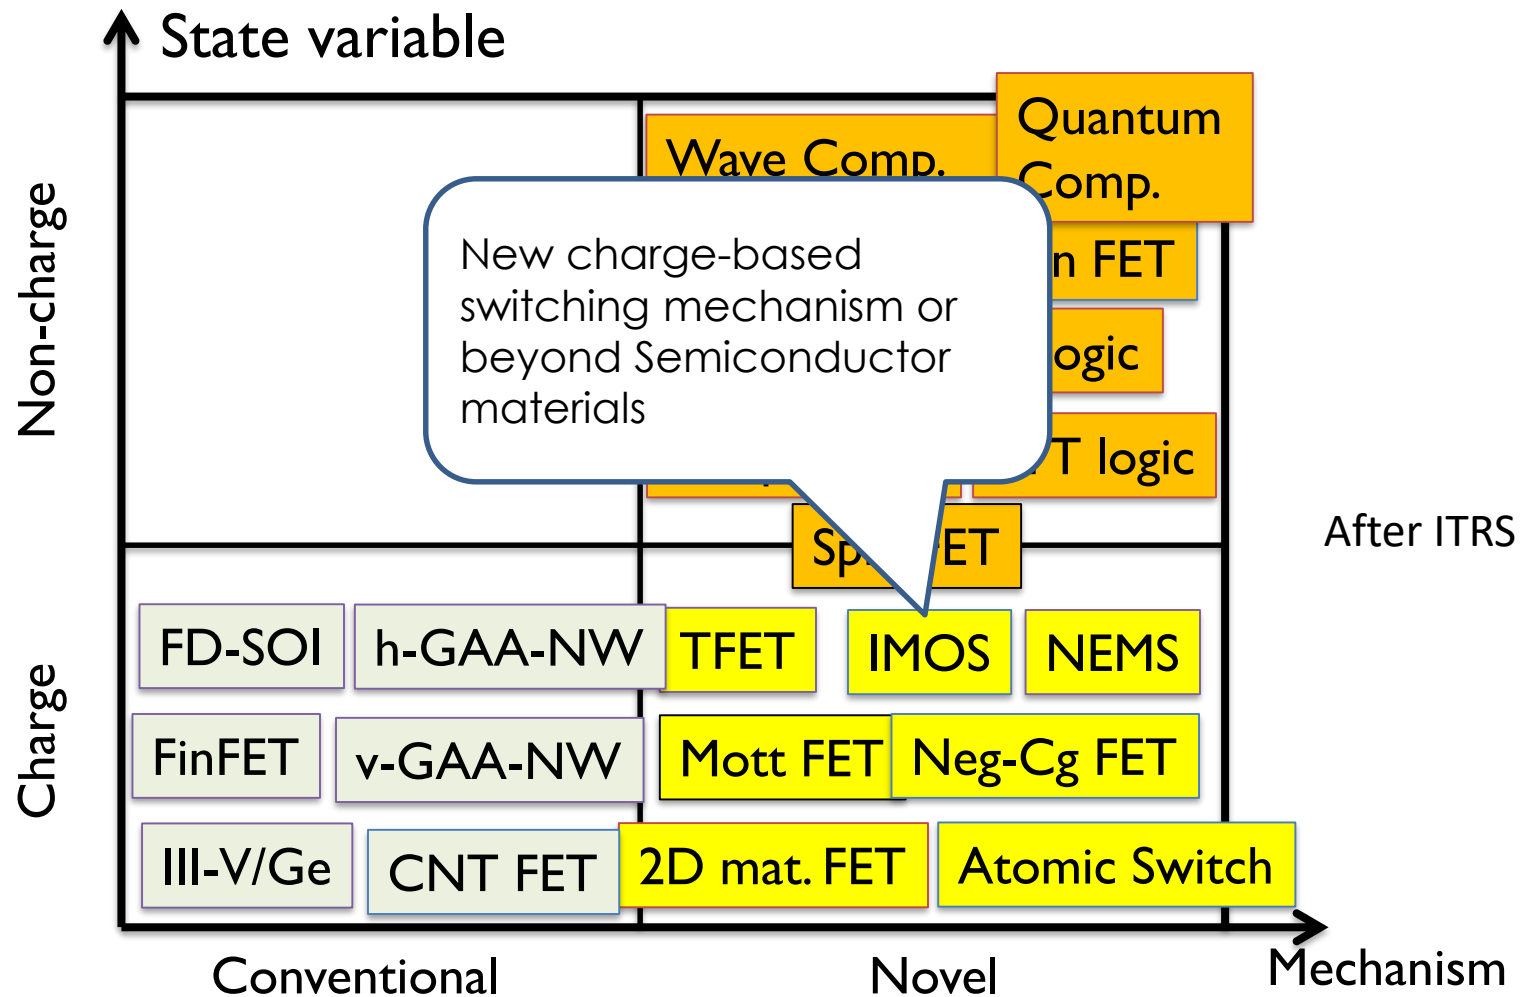 State variable
Quantum
Comp.
Wave Comp.
New charge-based
switching mechanism or
beyond Semiconductor
materials
FET
logic
After ITRS
Non-charge
Charge
FD-SOI
h-GAA-NW
TFET
IMOS
NEMS
FinFET
v-GAA-NW
Mott FET
Neg-Cg FET
III-V/Ge
CNT FET
2D mat. FET
Atomic Switch
Conventional
Novel
Mechanism